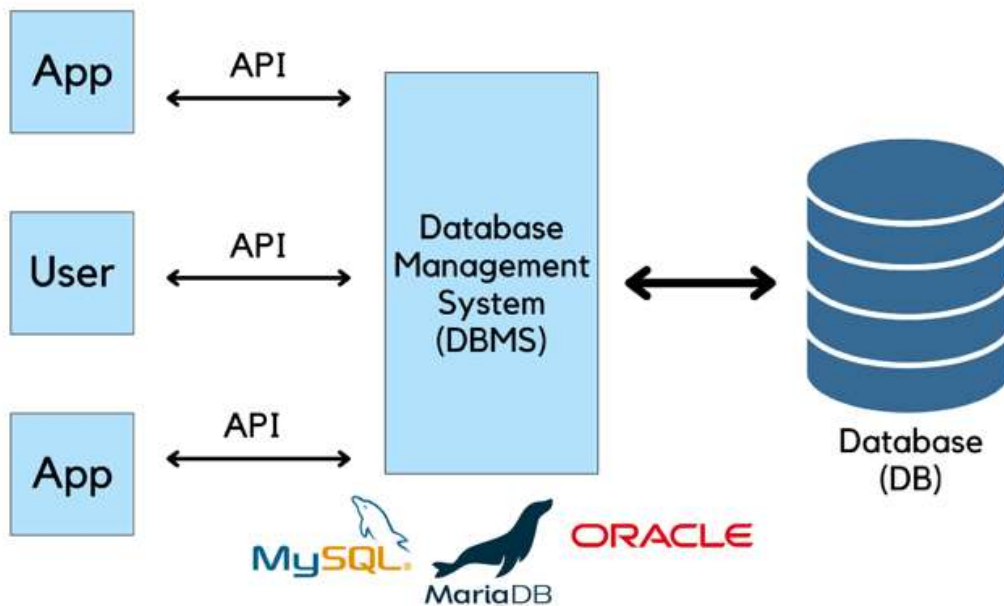 App
API
User
API
App
API
Database
Management
System
(DBMS)
Database
(DB)
MySQL®
MariaDB
ORACLE